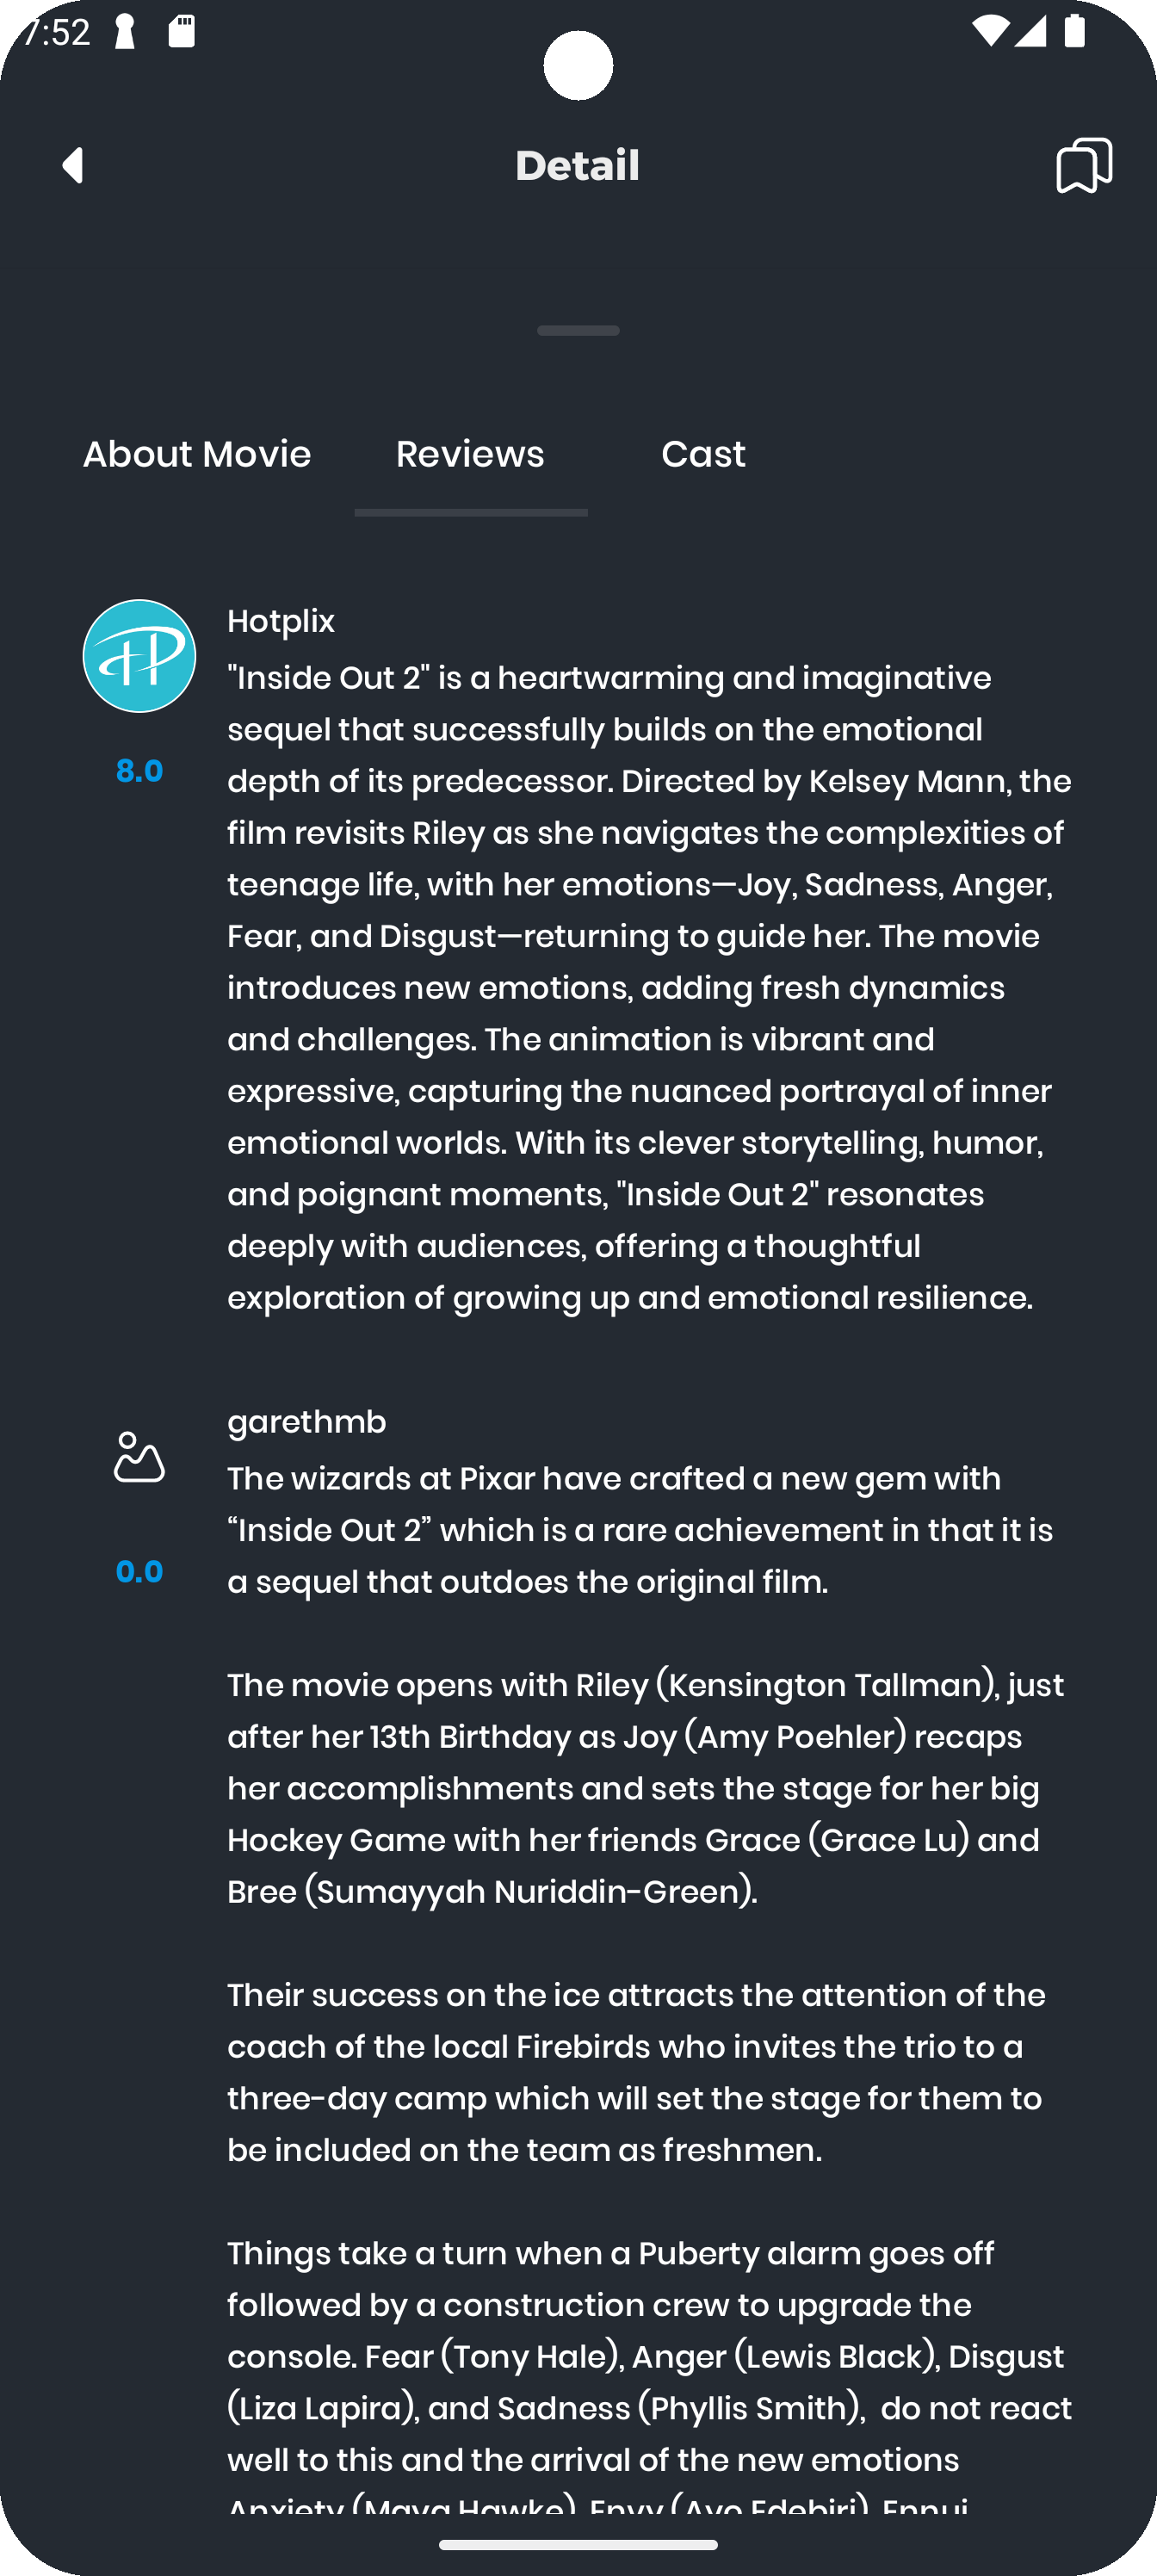 7:52
Detail
About Movie
Reviews
Cast
Hotplix
"Inside Out 2" is a heartwarming and imaginative
sequel that successfully builds on the emotional
depth of its predecessor. Directed by Kelsey Mann, the
film revisits Riley as she navigates the complexities of
teenage life, with her emotions—Joy, Sadness, Anger,
Fear, and Disgust—returning to guide her. The movie
introduces new emotions, adding fresh dynamics
and challenges. The animation is vibrant and
expressive, capturing the nuanced portrayal of inner
emotional worlds. With its clever storytelling, humor,
and poignant moments, "Inside Out 2" resonates
deeply with audiences, offering a thoughtful
exploration of growing up and emotional resilience.
8.0
garethmb
The wizards at Pixar have crafted a new gem with
“Inside Out 2” which is a rare achievement in that it is
a sequel that outdoes the original film.
0.0
The movie opens with Riley (Kensington Tallman), just
after her 13th Birthday as Joy (Amy Poehler) recaps
her accomplishments and sets the stage for her big
Hockey Game with her friends Grace (Grace Lu) and
Bree (Sumayyah Nuriddin-Green).
Their success on the ice attracts the attention of the
coach of the local Firebirds who invites the trio to a
three-day camp which will set the stage for them to
be included on the team as freshmen.
Things take a turn when a Puberty alarm goes off
followed by a construction crew to upgrade the
console. Fear (Tony Hale), Anger (Lewis Black), Disgust
(Liza Lapira), and Sadness (Phyllis Smith),  do not react
well to this and the arrival of the new emotions
Anxiety (Maya Hawke), Envy (Ayo Edebiri), Ennui